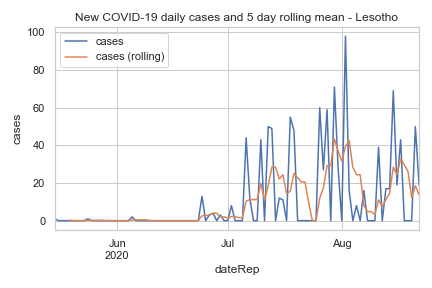 New COVID-19 daily cases and 5 day rolling mean - Lesotho
cases
cases (rolling)
100
80
60
40
20
0
cases
Jun
2020
Jul
Aug
dateRep